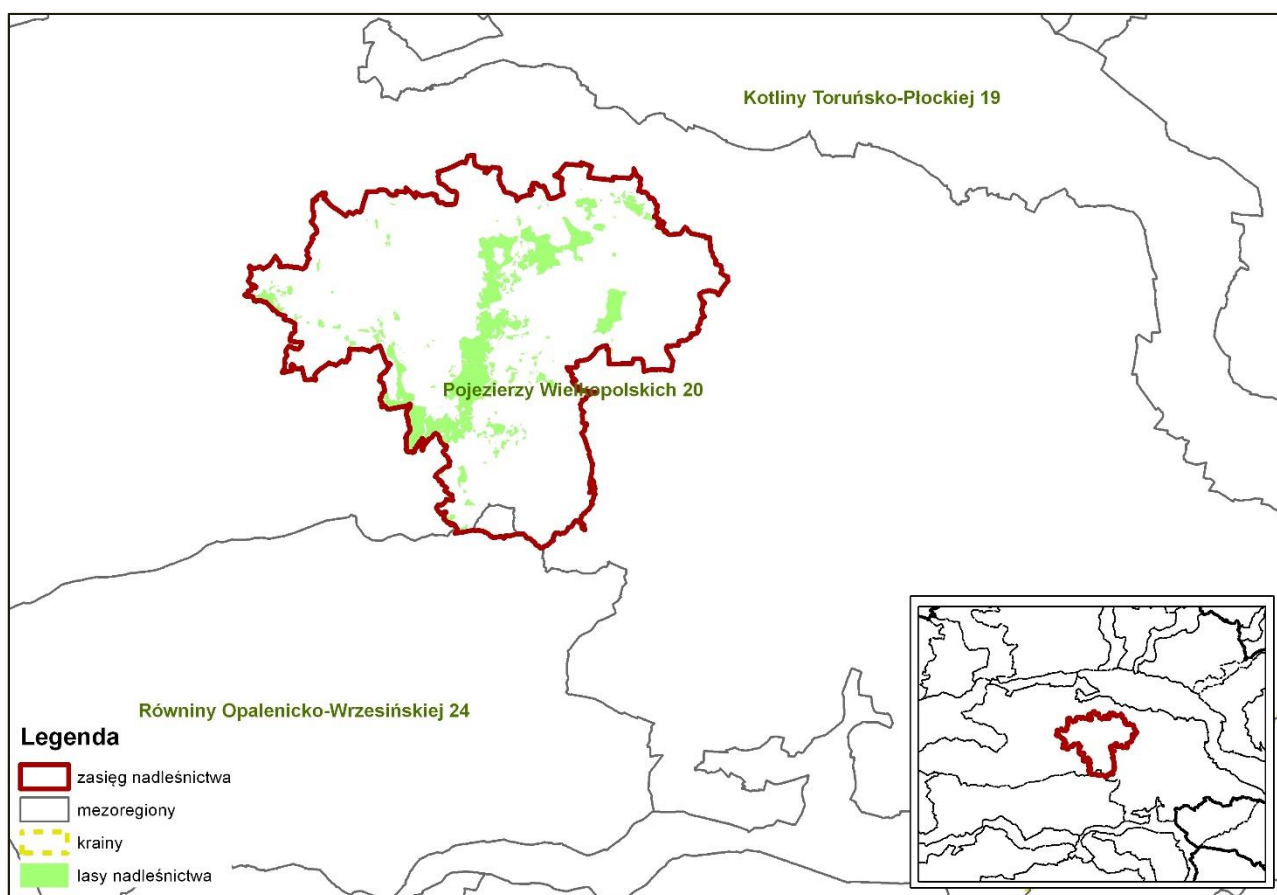 Kotliny Toruńsko-Płockiej 19
Pojezierzy Wielkopolskich 20
Równiny Opalenicko-Wrzesińskiej 24
Legenda
zasięg nadleśnictwa
mezoregiony
krainy
lasy nadleśnictwa